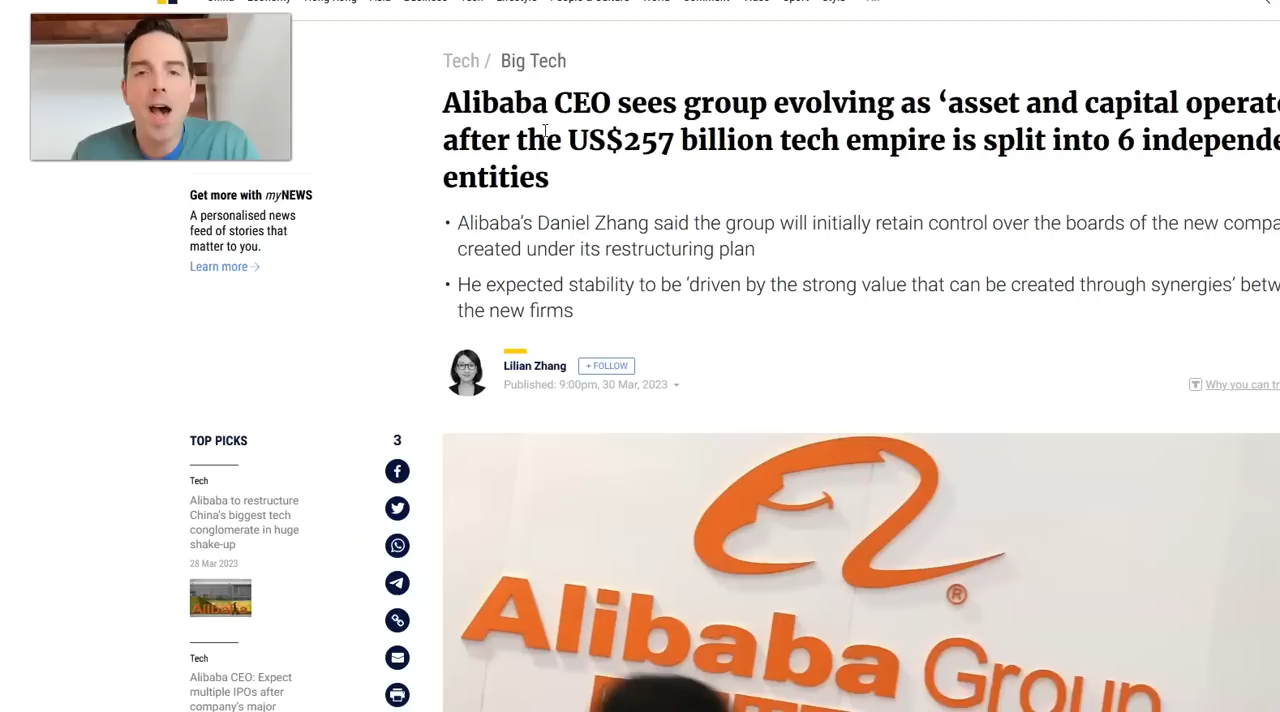 Tech / Big Tech
Alibaba CEO sees group evolving as ‘asset and capital
after the US$257 billion tech empire is split into 6
entities
• Alibaba’s Daniel Zhang said the group will initially retain control over the boards of the new
created under its restructuring plan
• He expected stability to be ‘driven by the strong value that can be created through synergies’
the new firms
Lilian Zhang + FOLLOW
Published: 9:00pm, 30 Mar, 2023
Why you can
Get more with myNEWS
A personalised news
feed of stories that
matter to you.
Learn more
TOP PICKS
3
Tech
Alibaba to restructure
China’s biggest tech
conglomerate in huge
shake-up
28 Mar 2023
Tech
Alibaba CEO: Expect
multiple IPOs after
company’s major
Alibaba Group